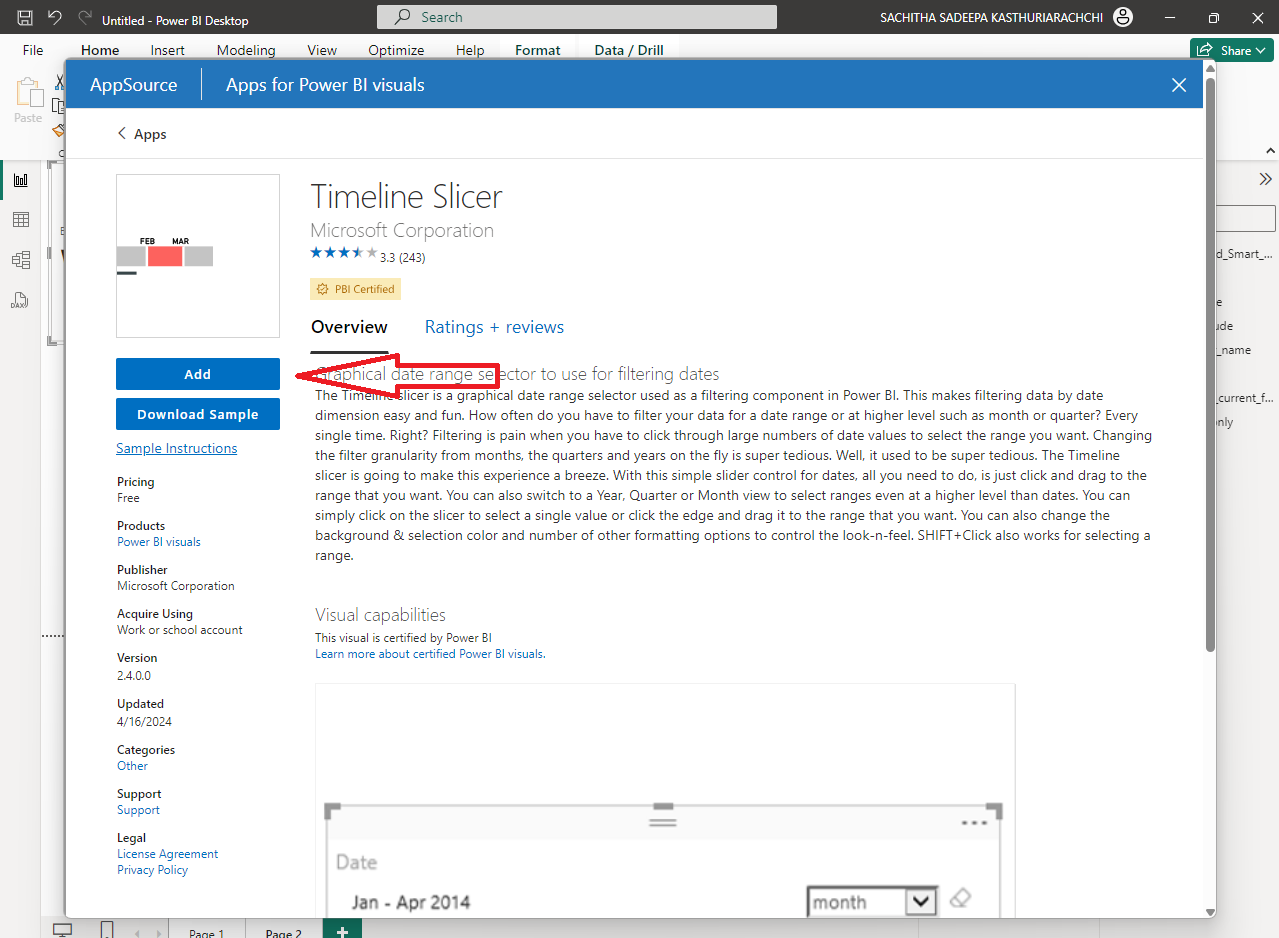 Untitled - Power BI Desktop
Search
SACHITHA SADEEPA KASTHURIARACHCHI
File
Home
Insert
Modeling
View
Optimize
Help
Format
Data / Drill
Share
Paste
AppSource
Apps for Power BI visuals
Apps
FEB MAR
Timeline Slicer
Microsoft Corporation
3.3 (243)
PBI Certified
Overview
Ratings + reviews
Add
Download Sample
Sample Instructions
Pricing
Free
Products
Power BI visuals
Publisher
Microsoft Corporation
Acquire Using
Work or school account
Version
2.4.0.0
Updated
4/16/2024
Categories
Other
Support
Support
Legal
License Agreement
Privacy Policy
Graphical date range selector to use for filtering dates
The Timeline slicer is a graphical date range selector used as a filtering component in Power BI. This makes filtering data by date
dimension easy and fun. How often do you have to filter your data for a date range or at higher level such as month or quarter? Every
single time. Right? Filtering is pain when you have to click through large numbers of date values to select the range you want. Changing
the filter granularity from months, the quarters and years on the fly is super tedious. Well, it used to be super tedious. The Timeline
slicer is going to make this experience a breeze. With this simple slider control for dates, all you need to do, is just click and drag to the
range that you want. You can also switch to a Year, Quarter or Month view to select ranges even at a higher level than dates. You can
simply click on the slicer to select a single value or click the edge and drag it to the range that you want. You can also change the
background & selection color and number of other formatting options to control the look-n-feel. SHIFT+Click also works for selecting a
range.
Visual capabilities
This visual is certified by Power BI
Learn more about certified Power BI visuals.
Date
Jan - Apr 2014
month
d_Smart_...
e
ude
_name
_current_f...
only
DAX
Page 1
Page 2